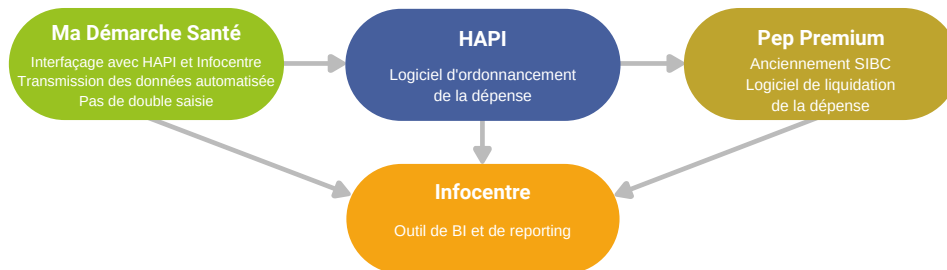 Ma Démarche Santé
Interfaçage avec HAPI et Infocentre
Transmission des données automatisée
Pas de double saisie
HAPI
Logiciel d'ordonnancement
de la dépense
Pep Premium
Anciennement SIBC
Logiciel de liquidation
de la dépense
Infocentre
Outil de BI et de reporting